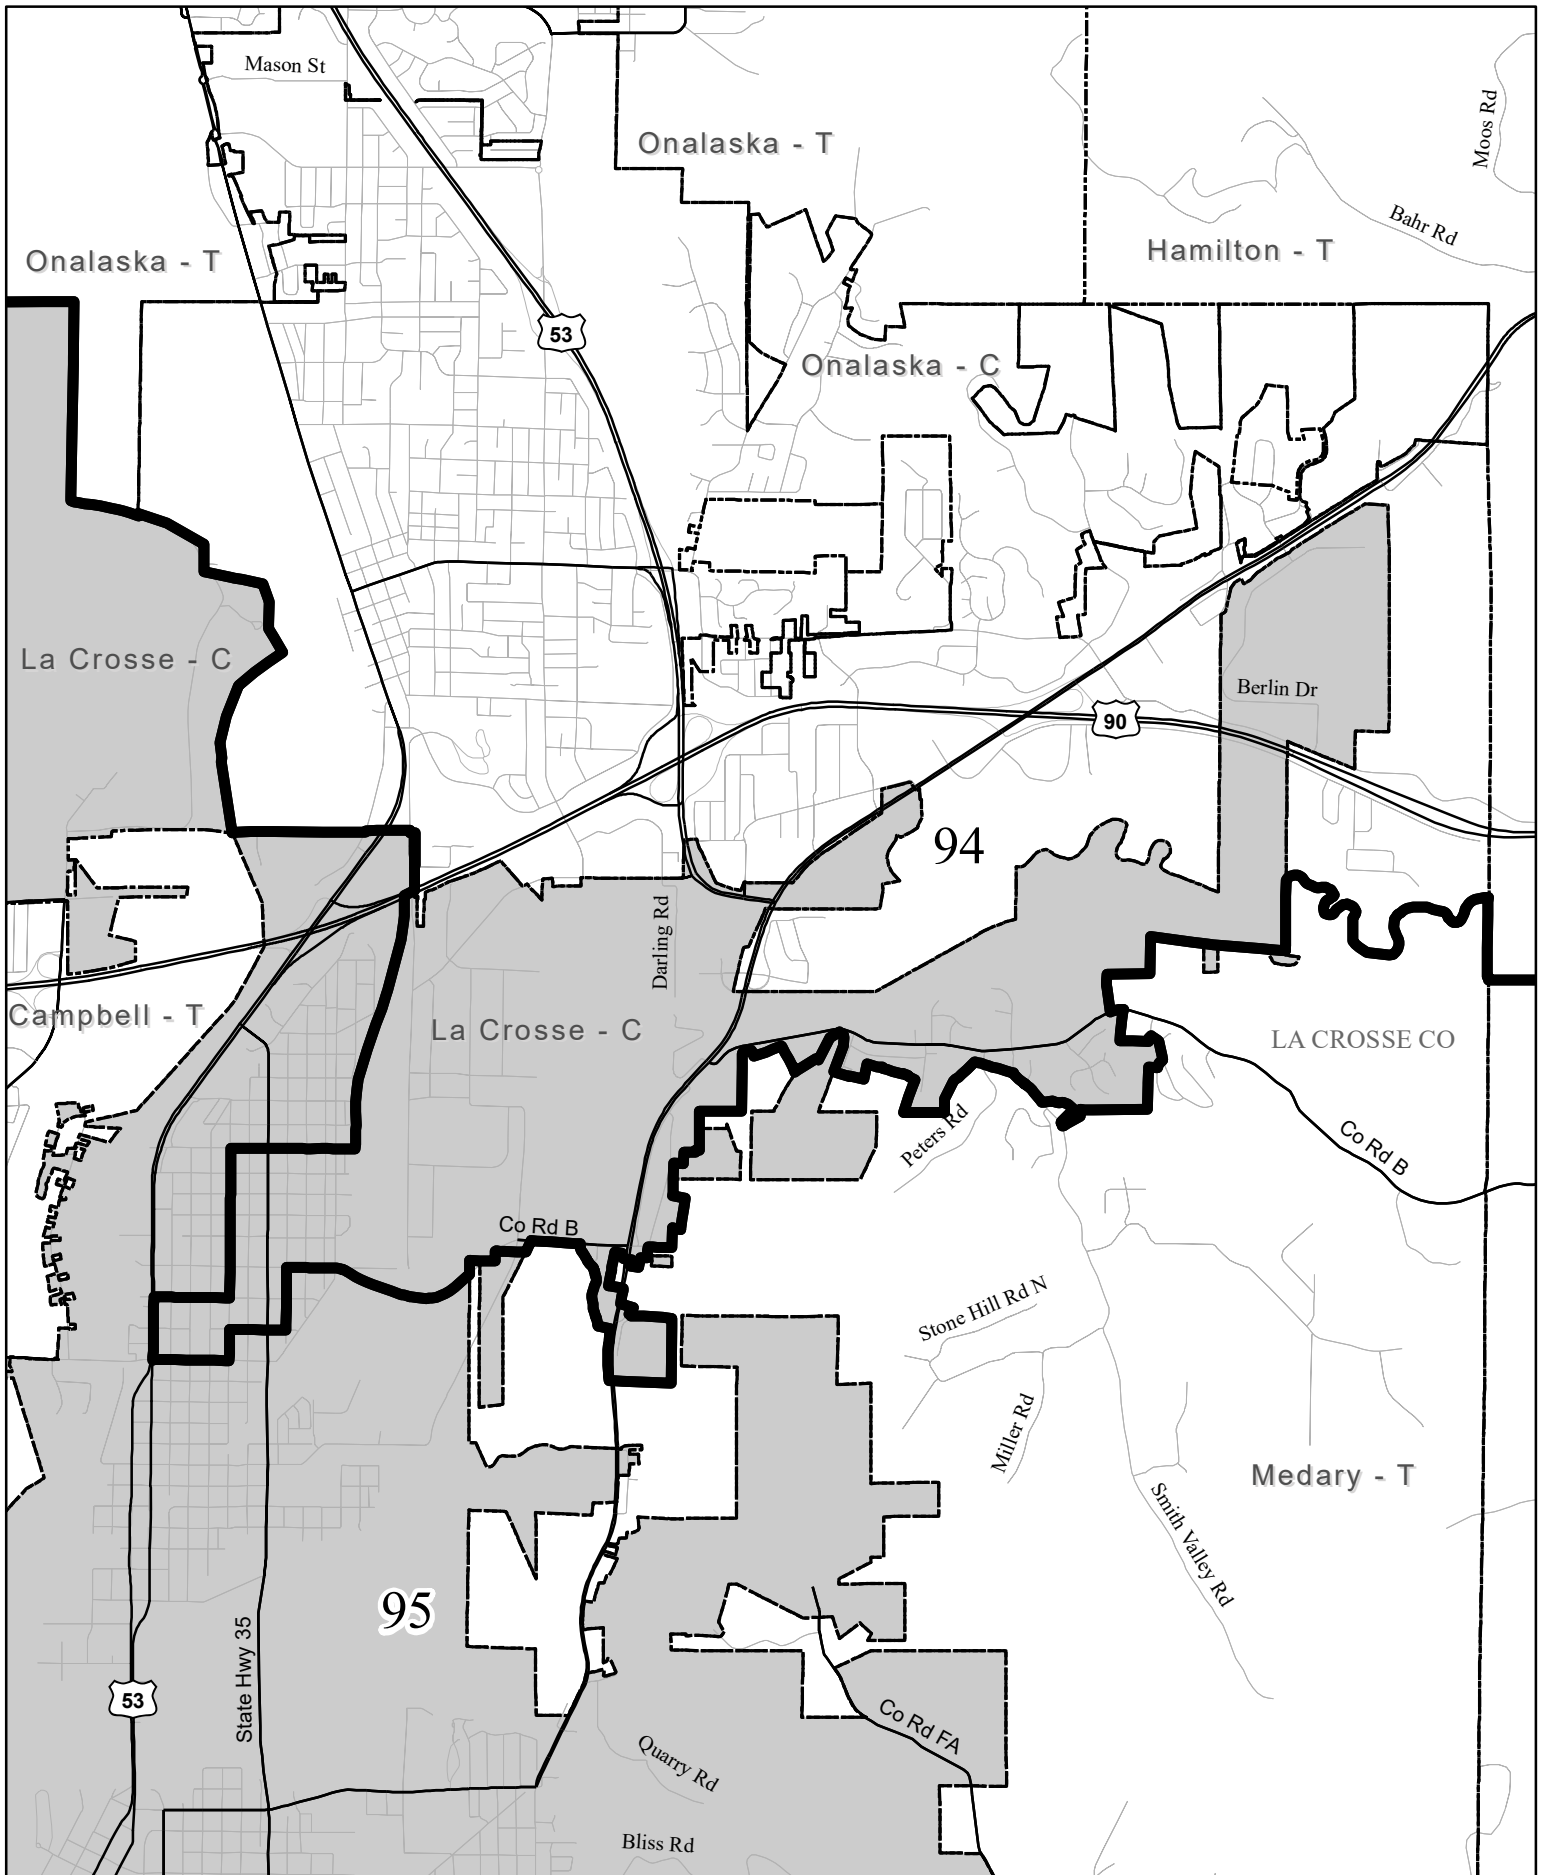 Mason St
Onalaska - T
Moos Rd
Bahr Rd
Hamilton - T
Onalaska - T
53
Onalaska - C
La Crosse - C
Berlin Dr
90
94
Darling Rd
Campbell - T
La Crosse - C
LA CROSSE CO
Peters Rd
Co Rd B
Co Rd B
Stone Hill Rd N
Miller Rd
Medary - T
Smith Valley Rd
95
State Hwy 35
53
Co Rd FA
Quarry Rd
Bliss Rd